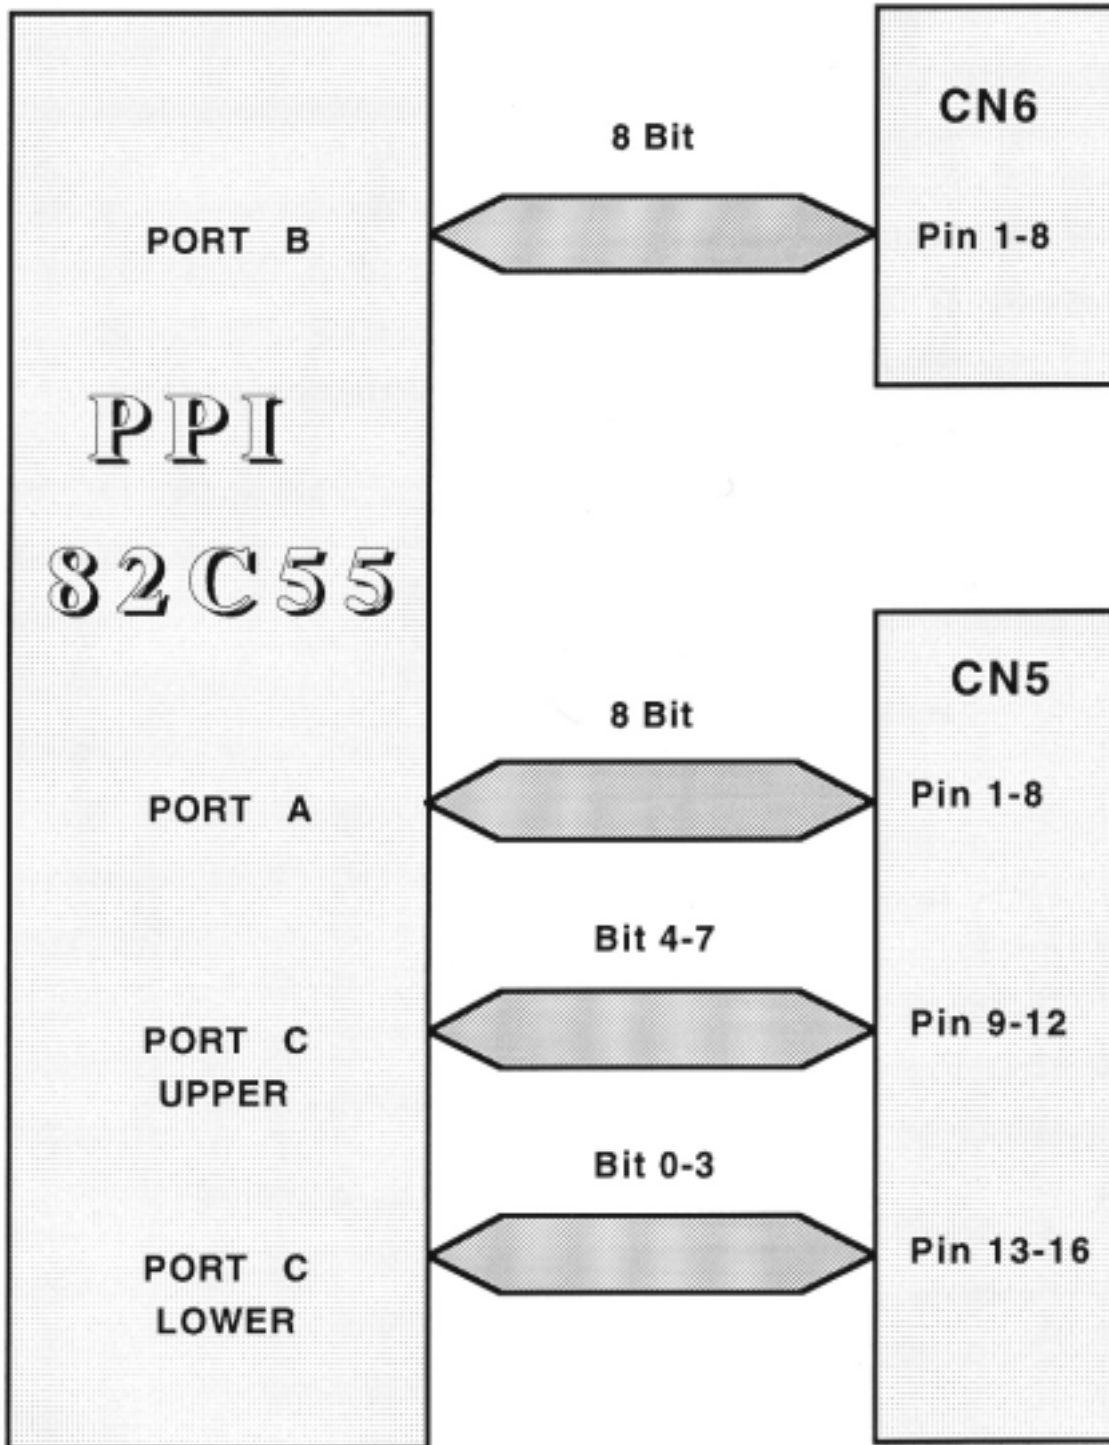 CN6
8 Bit
PORT B
Pin 1-8
PPI
82C55
CN5
8 Bit
PORT A
Pin 1-8
Bit 4-7
PORT C
UPPER
Pin 9-12
Bit 0-3
PORT C
LOWER
Pin 13-16